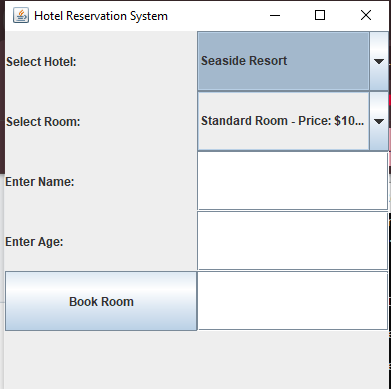 Hotel Reservation System
Select Hotel:
Seaside Resort
Select Room:
Standard Room - Price: $10...
Enter Name:
Enter Age:
Book Room